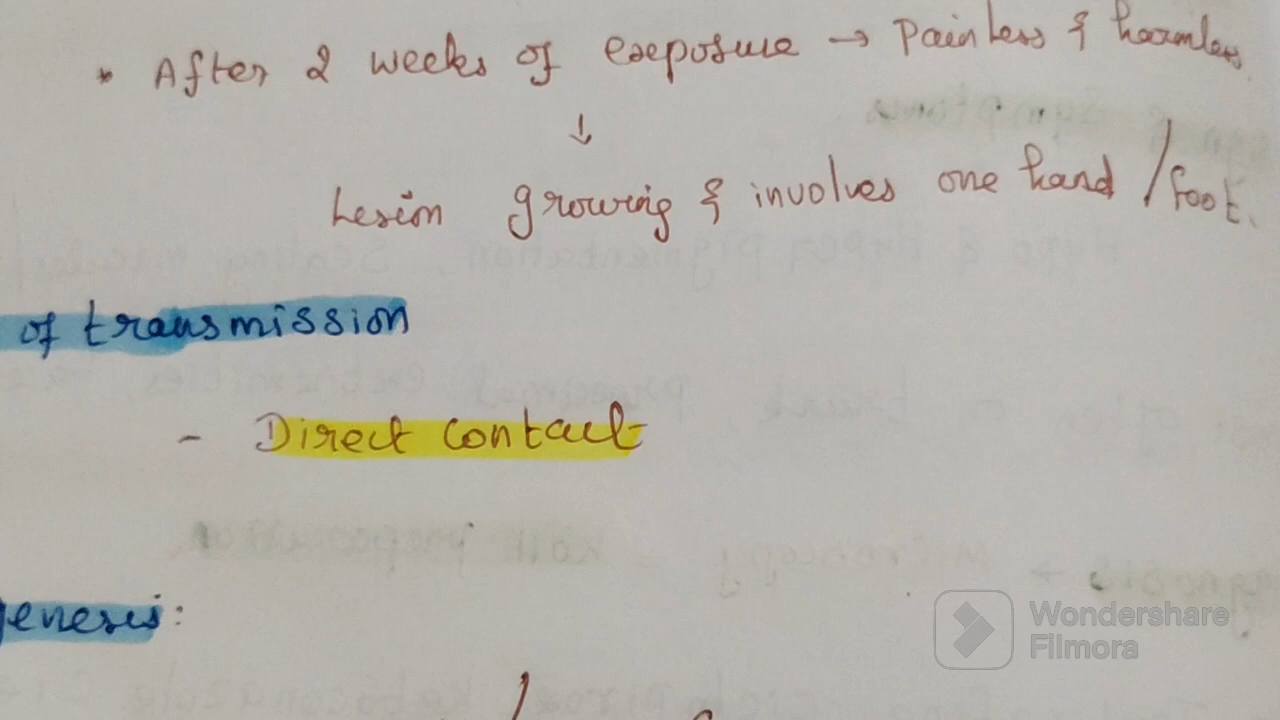 * After 2 weeks of exposure → Painless & harmless
↓
Lesion growing & involves one hand / foot.
of transmission
- Direct contact
genesis:
Wondershare
Filmora